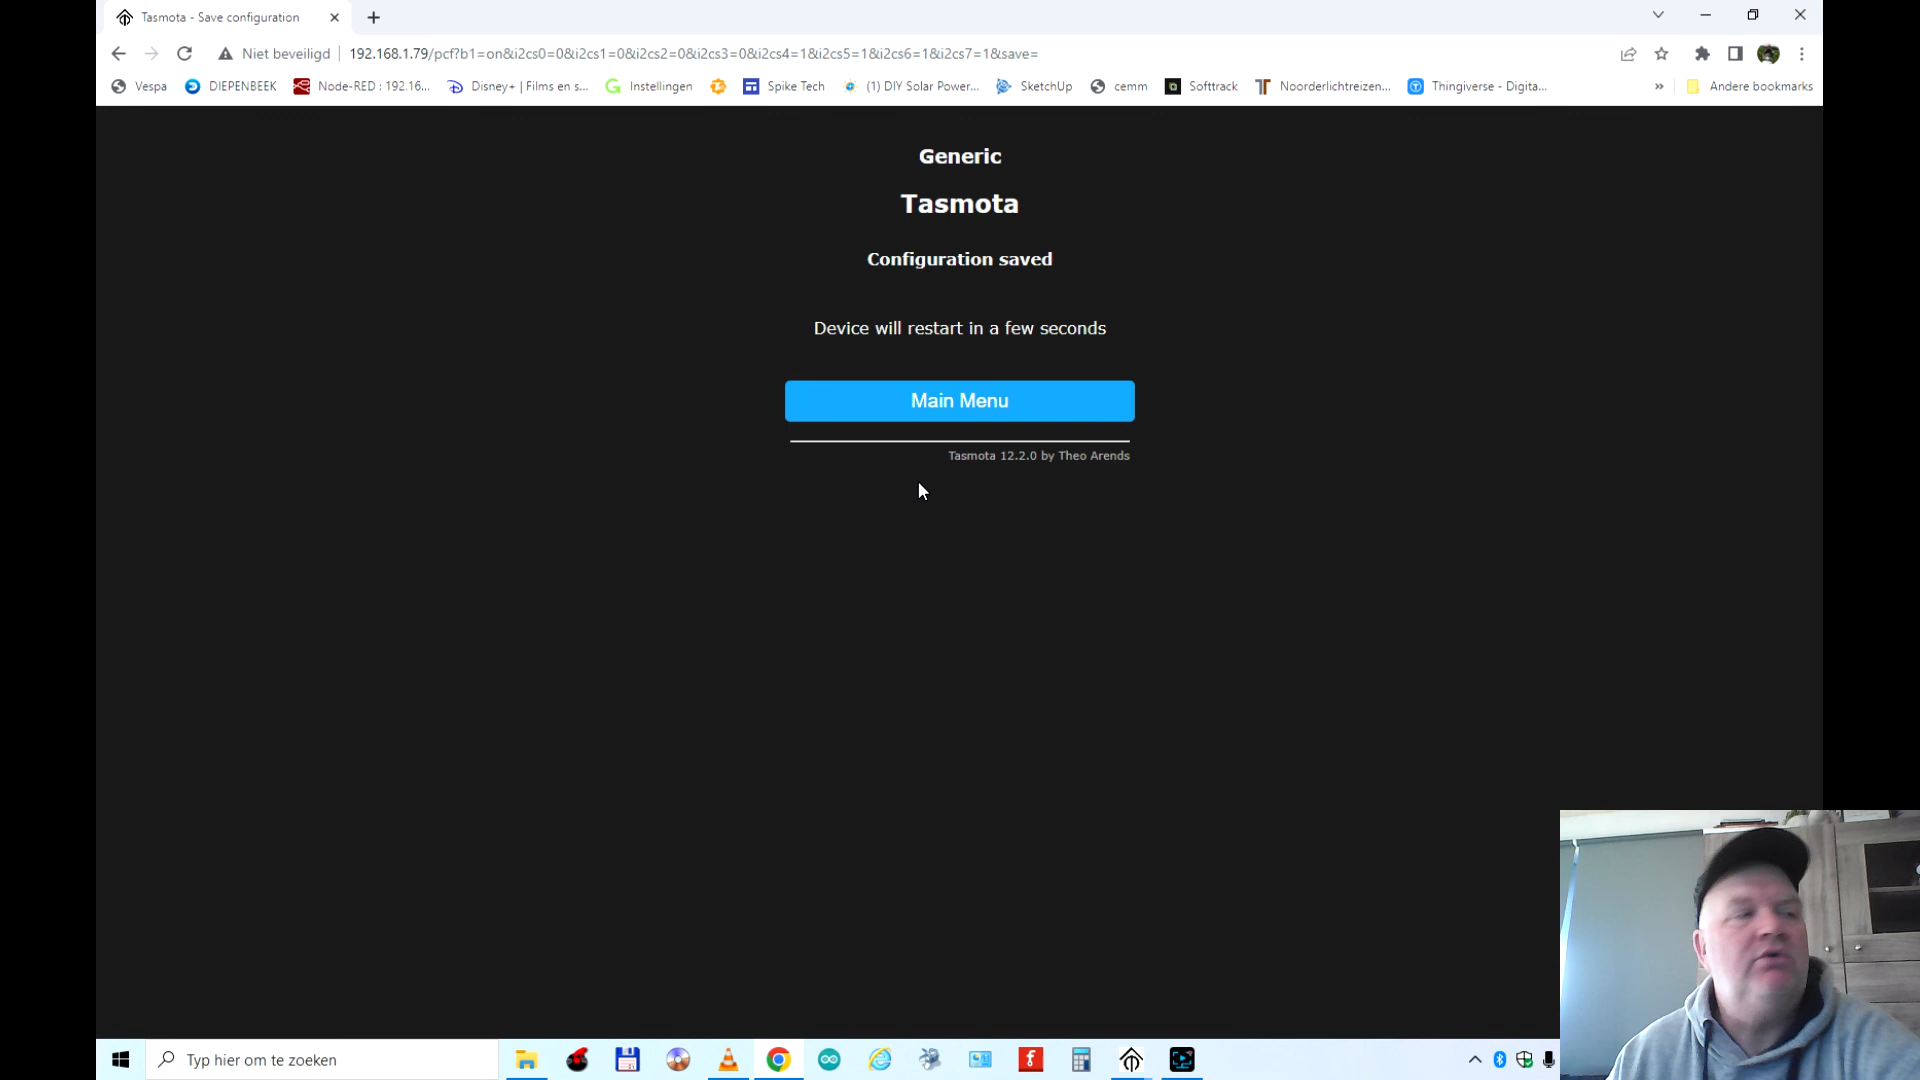 Tasmota - Save configuration
Niet beveiligd
192.168.1.79/pcf?b1=on&i2cs0=0&i2cs1=0&i2cs2=0&i2cs3=0&i2cs4=1&i2cs5=1&i2cs6=1&i2cs7=1&save=
Vespa DIEPENBEEK Node-RED : 192.16... Disney+ | Films en s... Instellingen Spike Tech (1) DIY Solar Power... SketchUp cemm Softtrack Noorderlichtreizen... Thingiverse - Digita... » Andere bookmarks
Generic
Tasmota
Configuration saved
Device will restart in a few seconds
Main Menu
Tasmota 12.2.0 by Theo Arends
Typ hier om te zoeken